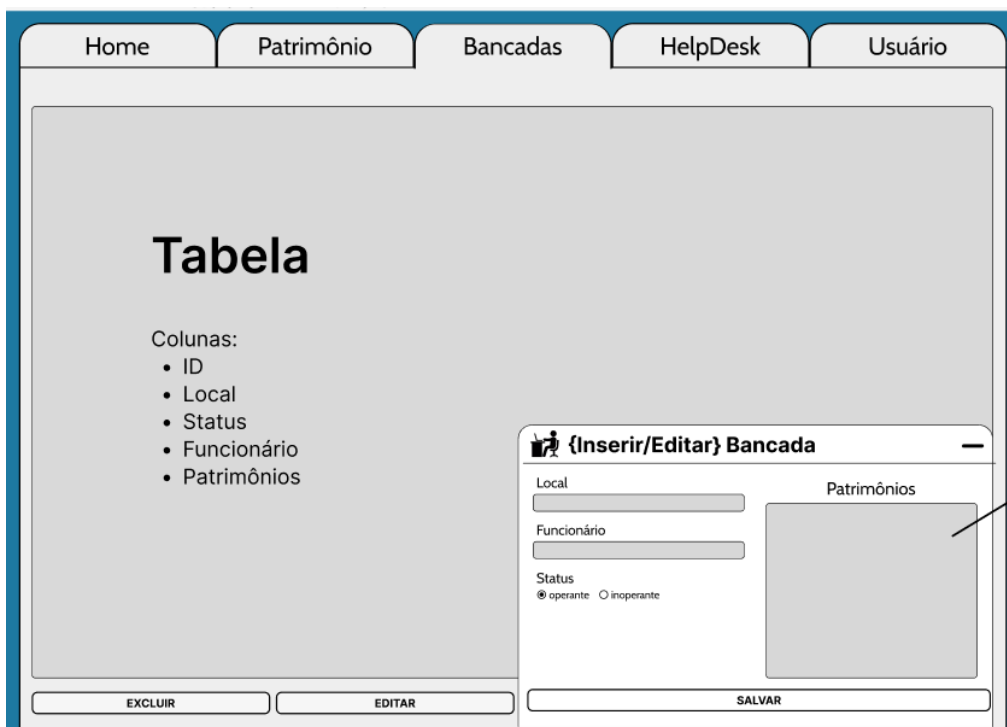 Home
Patrimônio
Bancadas
HelpDesk
Usuário
Tabela
Colunas:
• ID
• Local
• Status
• Funcionário
• Patrimônios
{Inserir/Editar} Bancada
Local
Funcionário
Status
operante
inoperante
Patrimônios
EXCLUIR
EDITAR
SALVAR